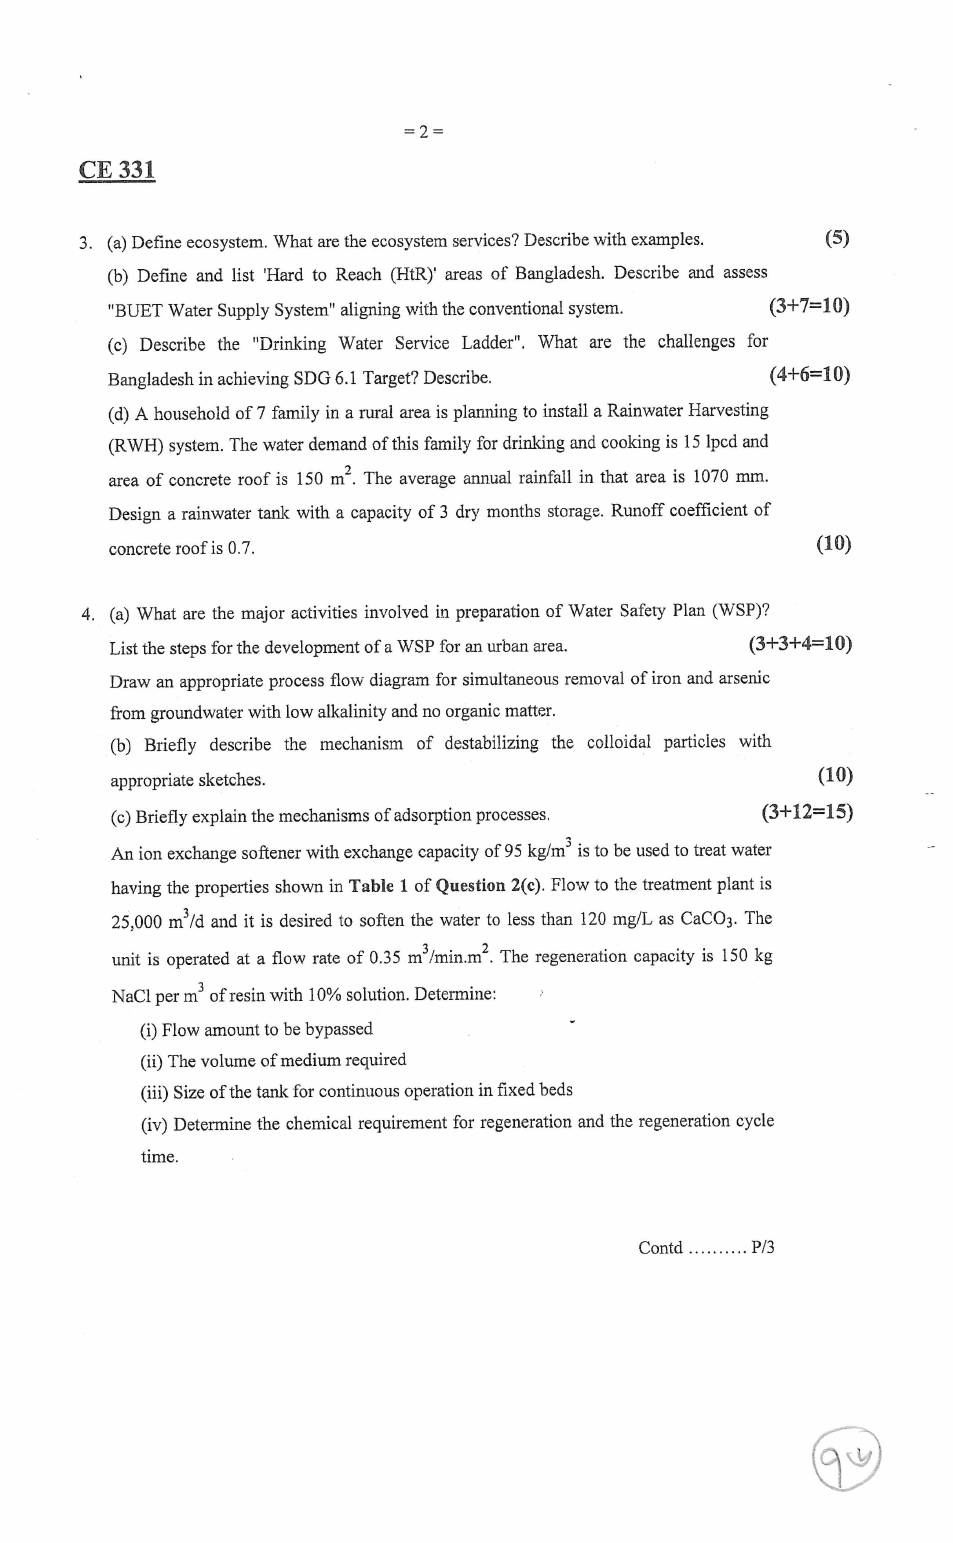 = 2 =
CE 331
3. (a) Define ecosystem. What are the ecosystem services? Describe with examples. (5)
(b) Define and list 'Hard to Reach (HtR)' areas of Bangladesh. Describe and assess
"BUET Water Supply System" aligning with the conventional system. (3+7=10)
(c) Describe the "Drinking Water Service Ladder". What are the challenges for
Bangladesh in achieving SDG 6.1 Target? Describe. (4+6=10)
(d) A household of 7 family in a rural area is planning to install a Rainwater Harvesting
(RWH) system. The water demand of this family for drinking and cooking is 15 lpcd and
area of concrete roof is 150 m². The average annual rainfall in that area is 1070 mm.
Design a rainwater tank with a capacity of 3 dry months storage. Runoff coefficient of
concrete roof is 0.7. (10)
4. (a) What are the major activities involved in preparation of Water Safety Plan (WSP)?
List the steps for the development of a WSP for an urban area. (3+3+4=10)
Draw an appropriate process flow diagram for simultaneous removal of iron and arsenic
from groundwater with low alkalinity and no organic matter.
(b) Briefly describe the mechanism of destabilizing the colloidal particles with
appropriate sketches. (10)
(c) Briefly explain the mechanisms of adsorption processes. (3+12=15)
An ion exchange softener with exchange capacity of 95 kg/m³ is to be used to treat water
having the properties shown in Table 1 of Question 2(c). Flow to the treatment plant is
25,000 m³/d and it is desired to soften the water to less than 120 mg/L as CaCO₃. The
unit is operated at a flow rate of 0.35 m³/min.m². The regeneration capacity is 150 kg
NaCl per m³ of resin with 10% solution. Determine:
(i) Flow amount to be bypassed
(ii) The volume of medium required
(iii) Size of the tank for continuous operation in fixed beds
(iv) Determine the chemical requirement for regeneration and the regeneration cycle
time.
Contd .......... P/3